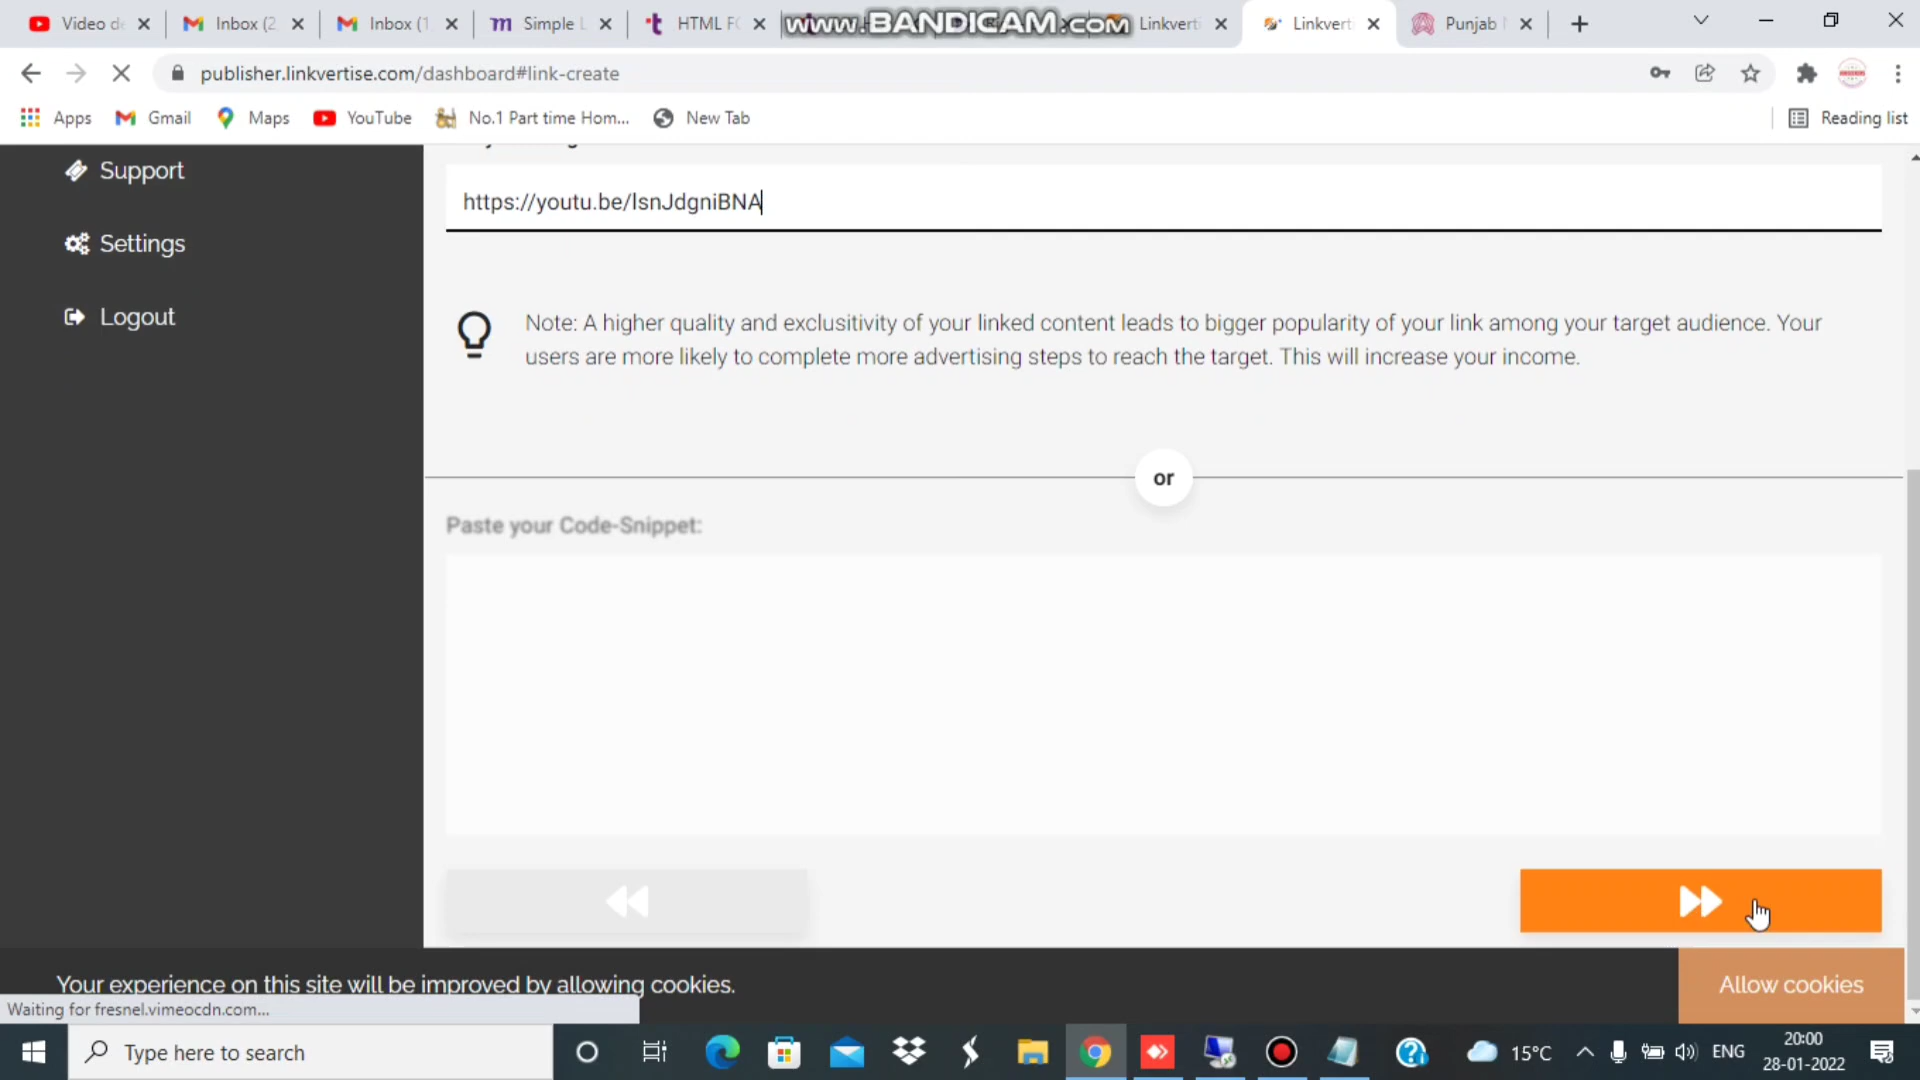 Video de
Inbox (2
Inbox (1
Simple L
HTML FO
www.BANDICAM.com
Linkverti
Linkverti
Punjab
publisher.linkvertise.com/dashboard#link-create
Apps
Gmail
Maps
YouTube
No.1 Part time Hom...
New Tab
Reading list
Support
Settings
Logout
https://youtu.be/lsnJdgniBNA
Note: A higher quality and exclusitivity of your linked content leads to bigger popularity of your link among your target audience. Your
users are more likely to complete more advertising steps to reach the target. This will increase your income.
or
Paste your Code-Snippet:
Your experience on this site will be improved by allowing cookies.
Allow cookies
Waiting for fresnel.vimeocdn.com...
Type here to search
15°C
ENG
20:00
28-01-2022